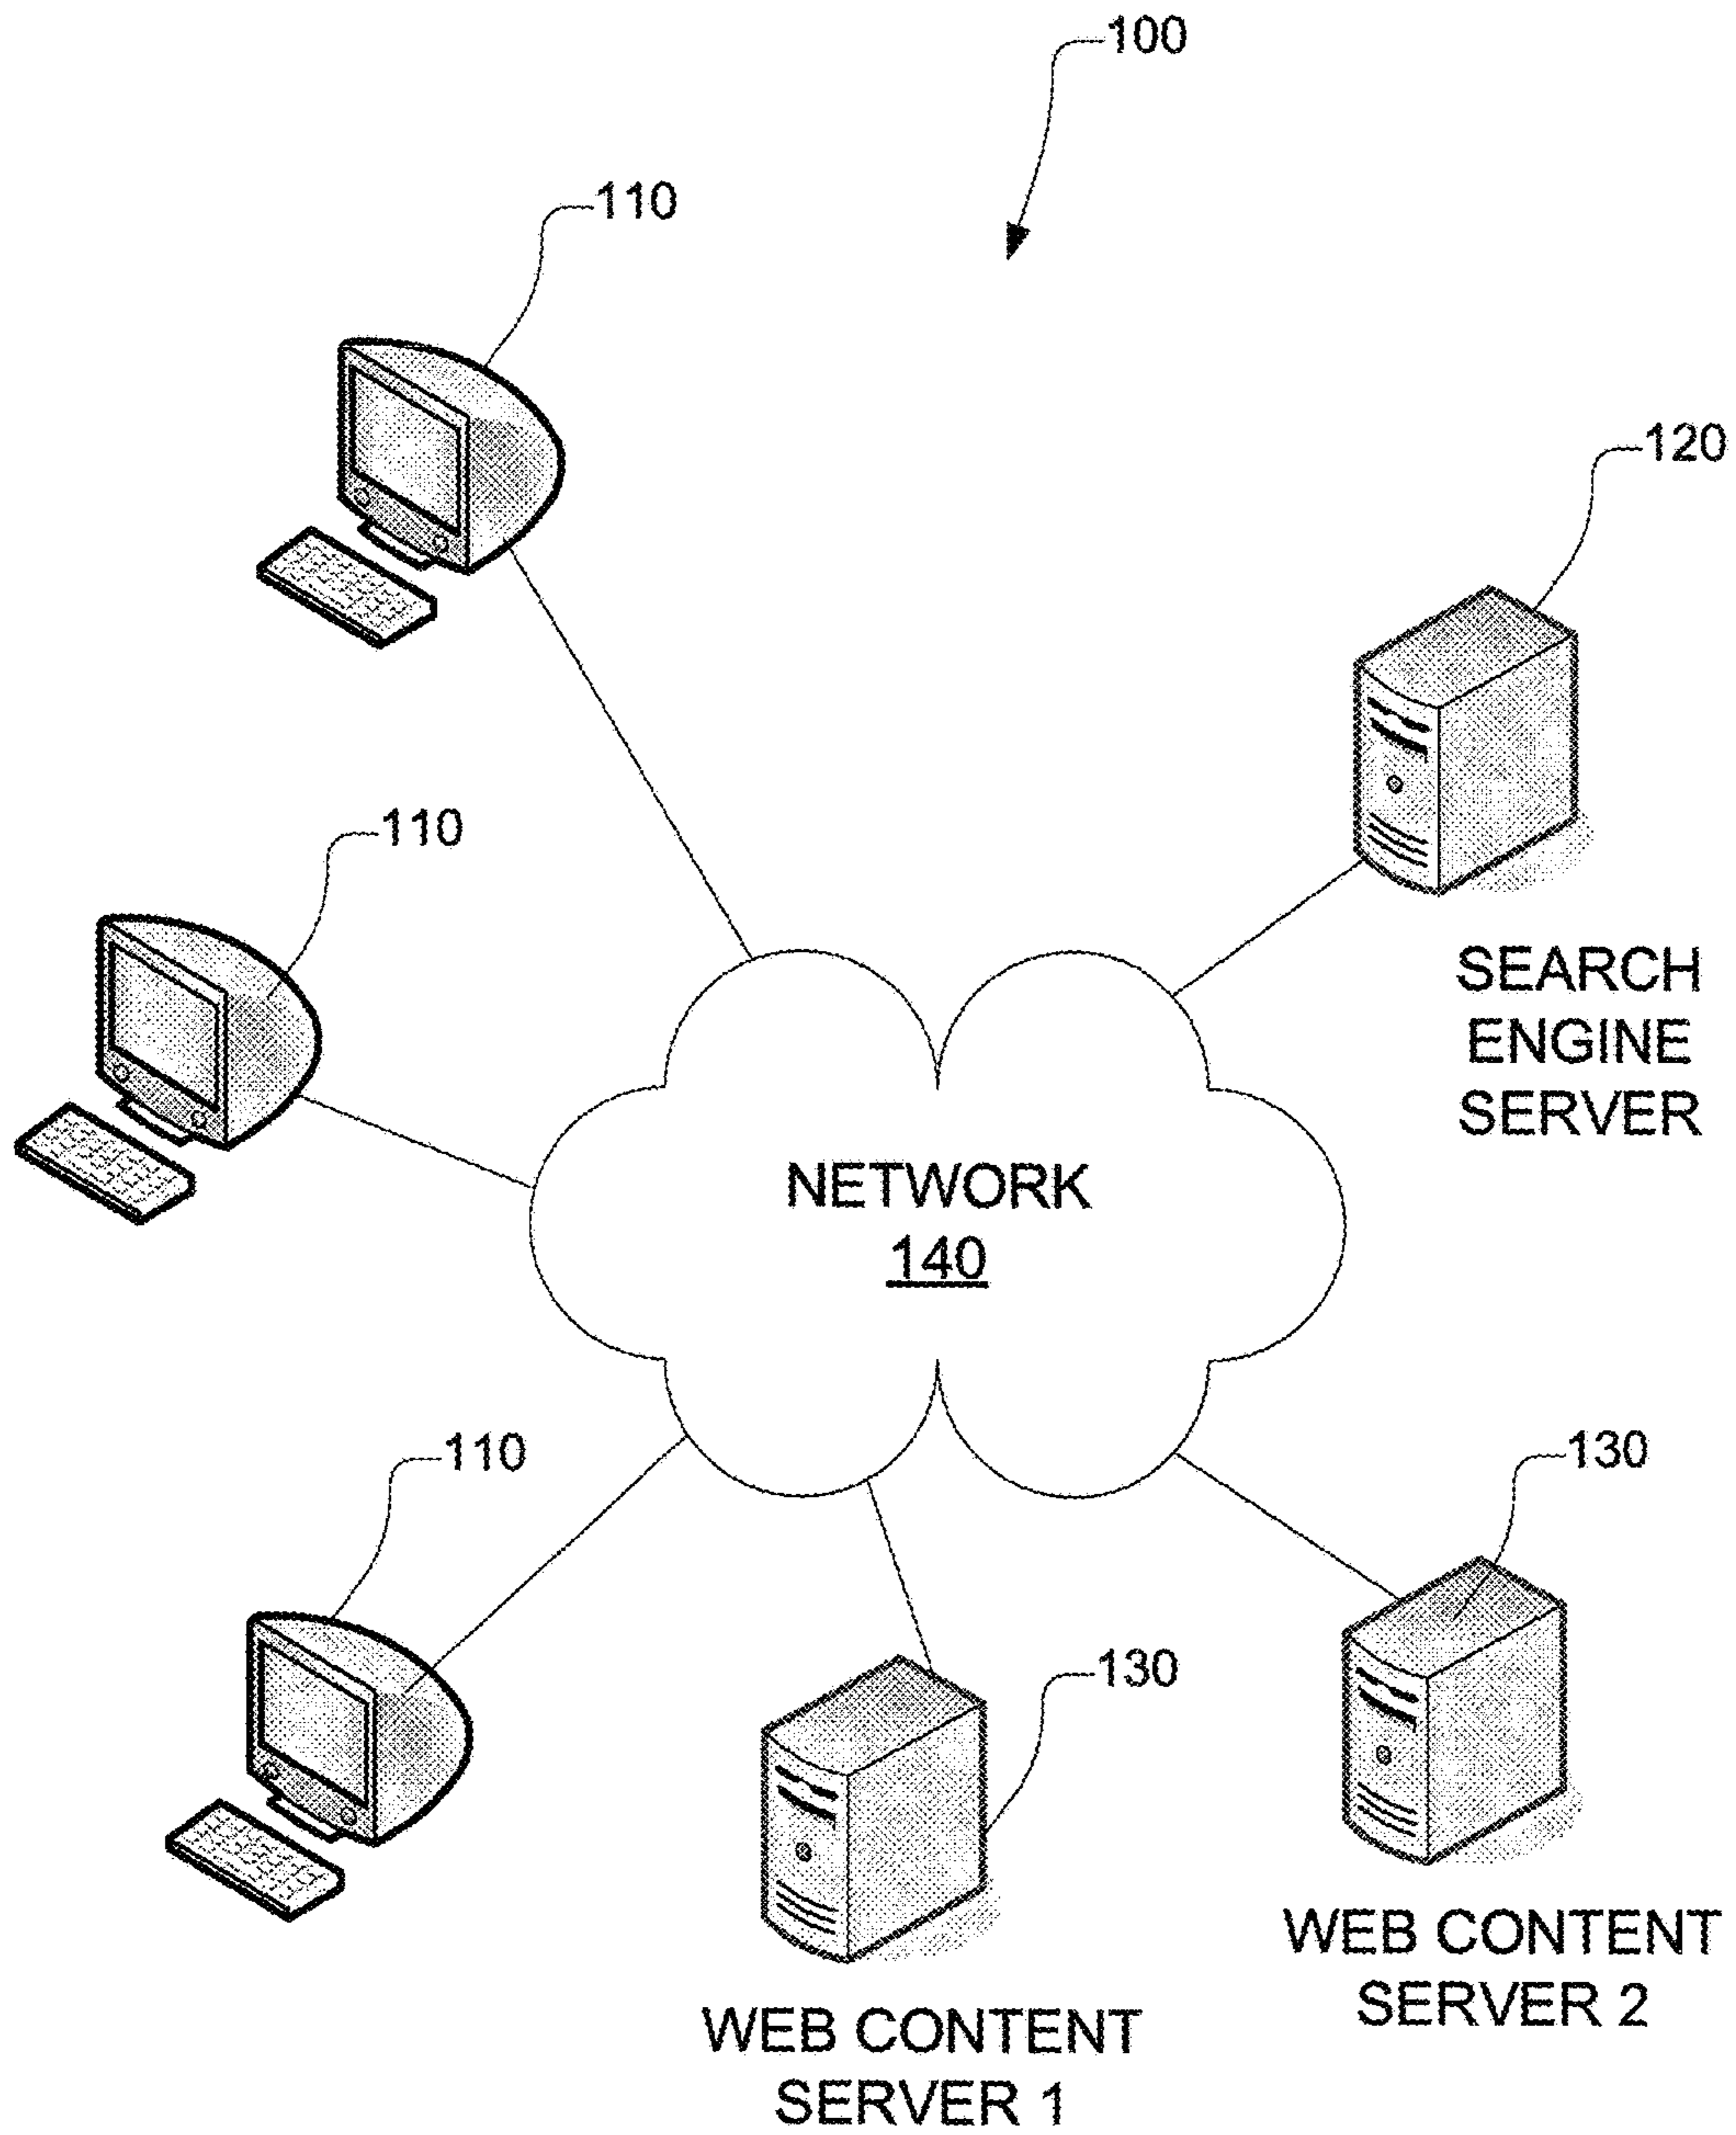 100
110
120
110
SEARCH
ENGINE
SERVER
NETWORK
140
110
130
130
WEB CONTENT
SERVER 2
WEB CONTENT
SERVER 1